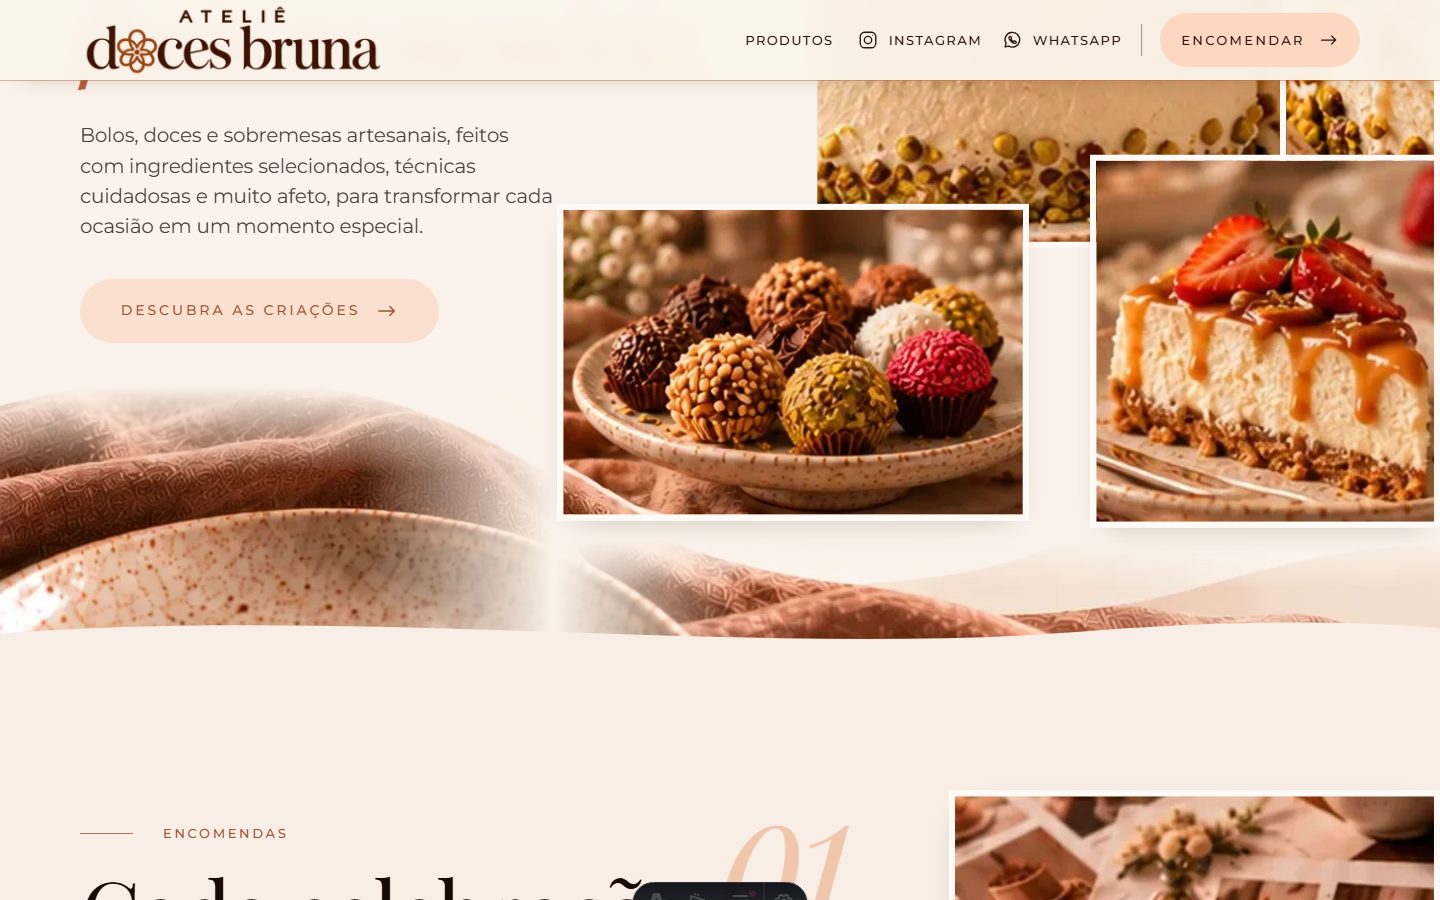 ATELIÊ
doces bruna
PRODUTOS
INSTAGRAM
WHATSAPP
ENCOMENDAR
Bolos, doces e sobremesas artesanais, feitos
com ingredientes selecionados, técnicas
cuidadosas e muito afeto, para transformar cada
ocasião em um momento especial.
DESCUBRA AS CRIAÇÕES
ENCOMENDAS
01